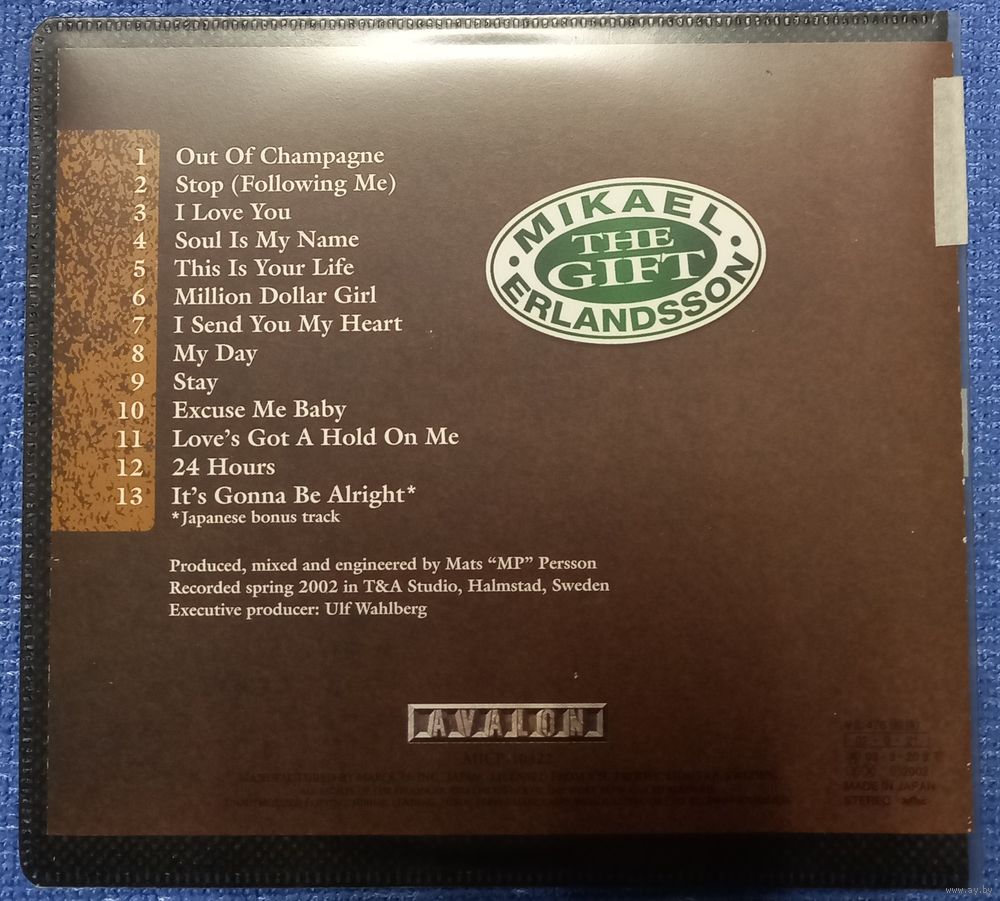 1 Out Of Champagne
2 Stop (Following Me)
3 I Love You
4 Soul Is My Name
5 This Is Your Life
6 Million Dollar Girl
7 I Send You My Heart
8 My Day
9 Stay
10 Excuse Me Baby
11 Love's Got A Hold On Me
12 24 Hours
13 It's Gonna Be Alright*
*Japanese bonus track
MIKAEL
THE
GIFT
ERLANDSSON
Produced, mixed and engineered by Mats “MP” Persson
Recorded spring 2002 in T&A Studio, Halmstad, Sweden
Executive producer: Ulf Wahlberg
AVALON
MADE IN JAPAN
STEREO
www.ay.by